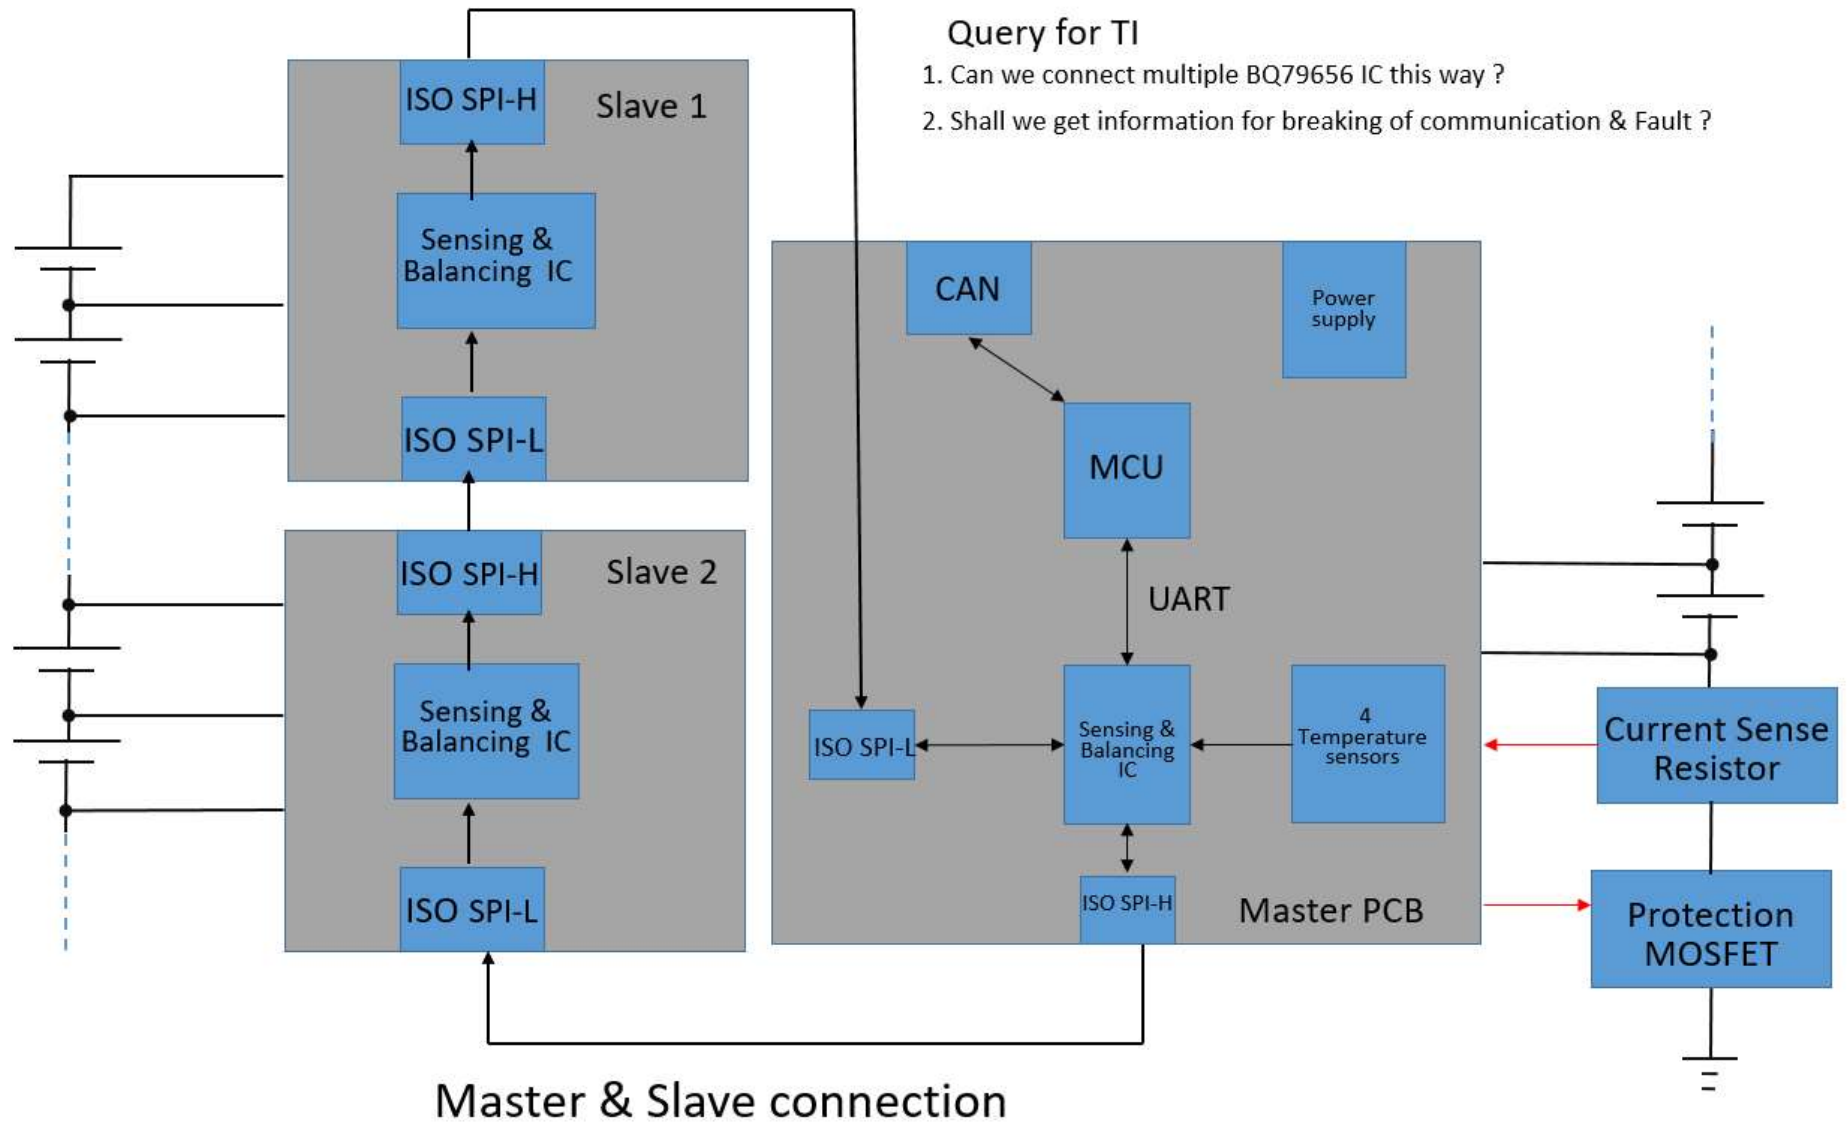 Query for TI
1. Can we connect multiple BQ79656 IC this way ?
2. Shall we get information for breaking of communication & Fault ?
ISO SPI-H
Slave 1
Sensing &
Balancing IC
ISO SPI-L
ISO SPI-H
Slave 2
Sensing &
Balancing IC
ISO SPI-L
CAN
Power
supply
MCU
UART
ISO SPI-L
Sensing &
Balancing
IC
4
Temperature
sensors
ISO SPI-H
Master PCB
Current Sense
Resistor
Protection
MOSFET
Master & Slave connection